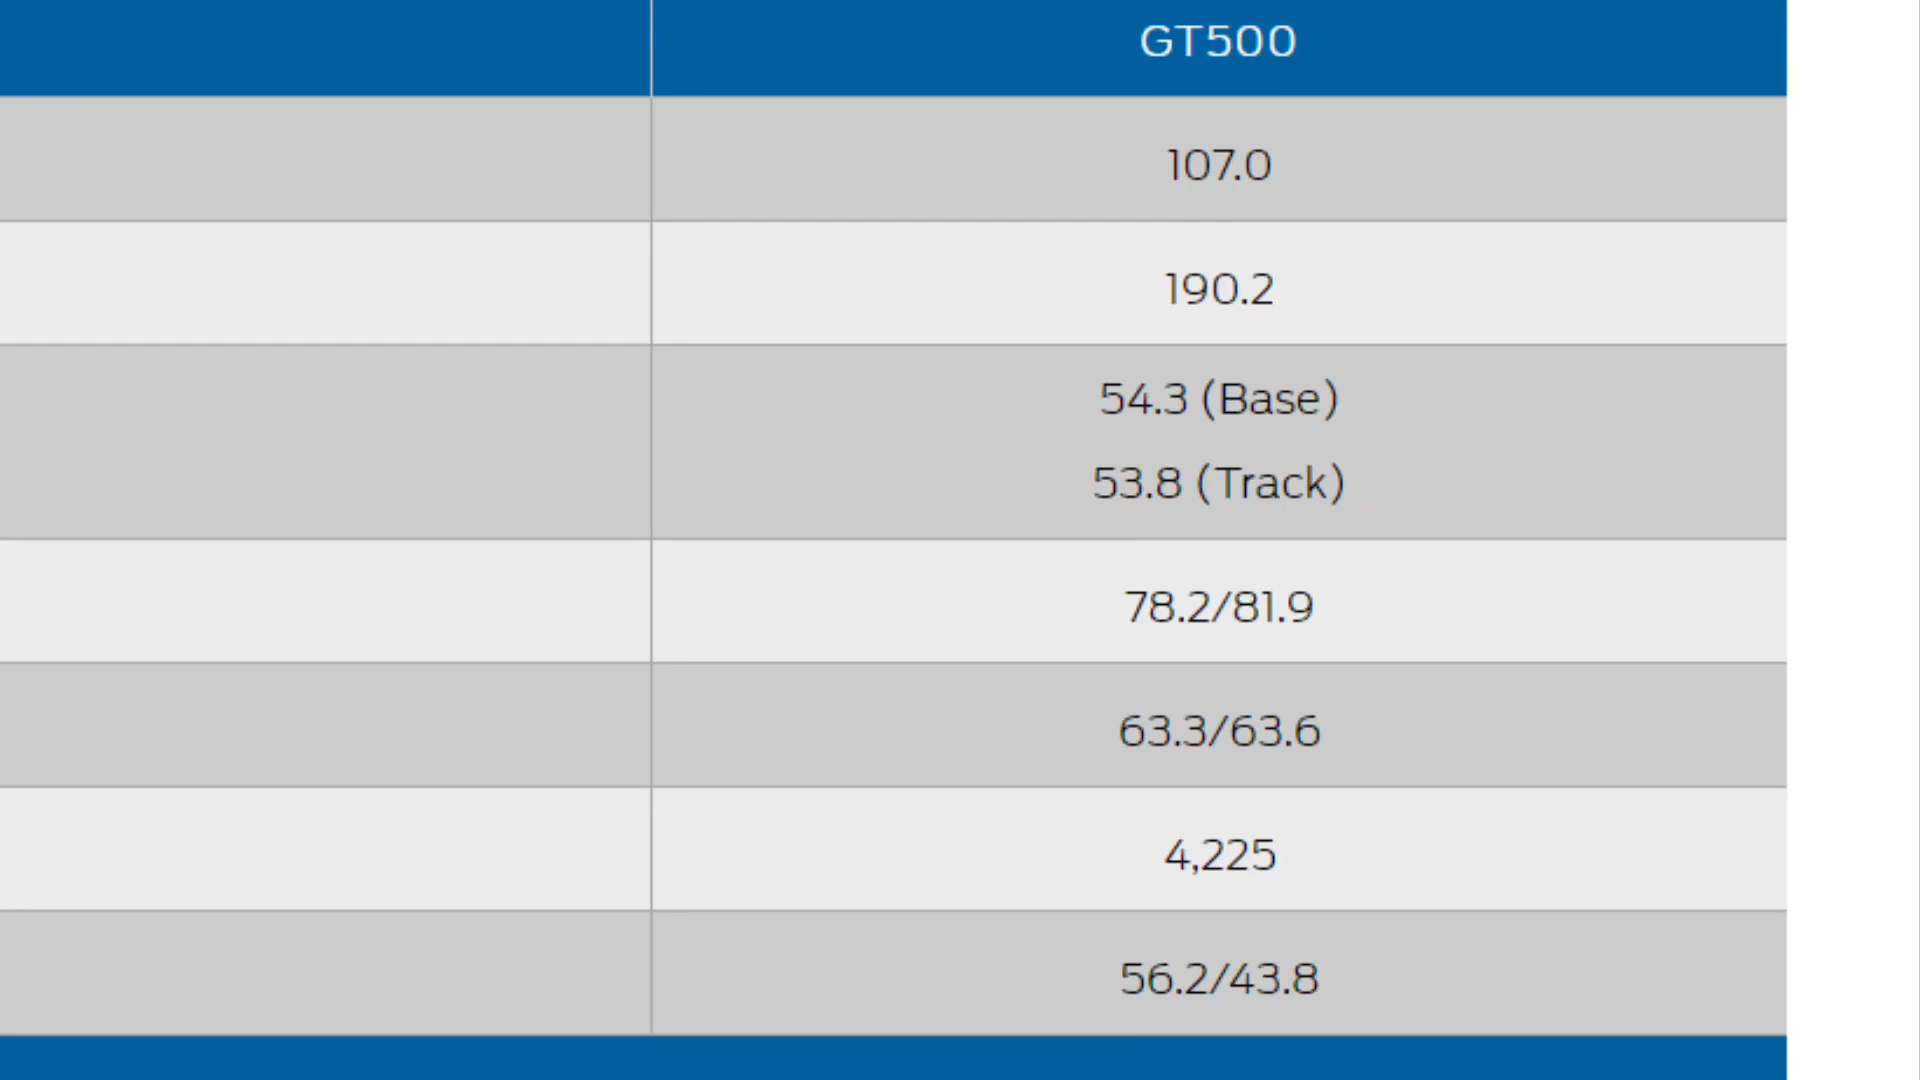 GT500
107.0
190.2
54.3 (Base)
53.8 (Track)
78.2/81.9
63.3/63.6
4,225
56.2/43.8